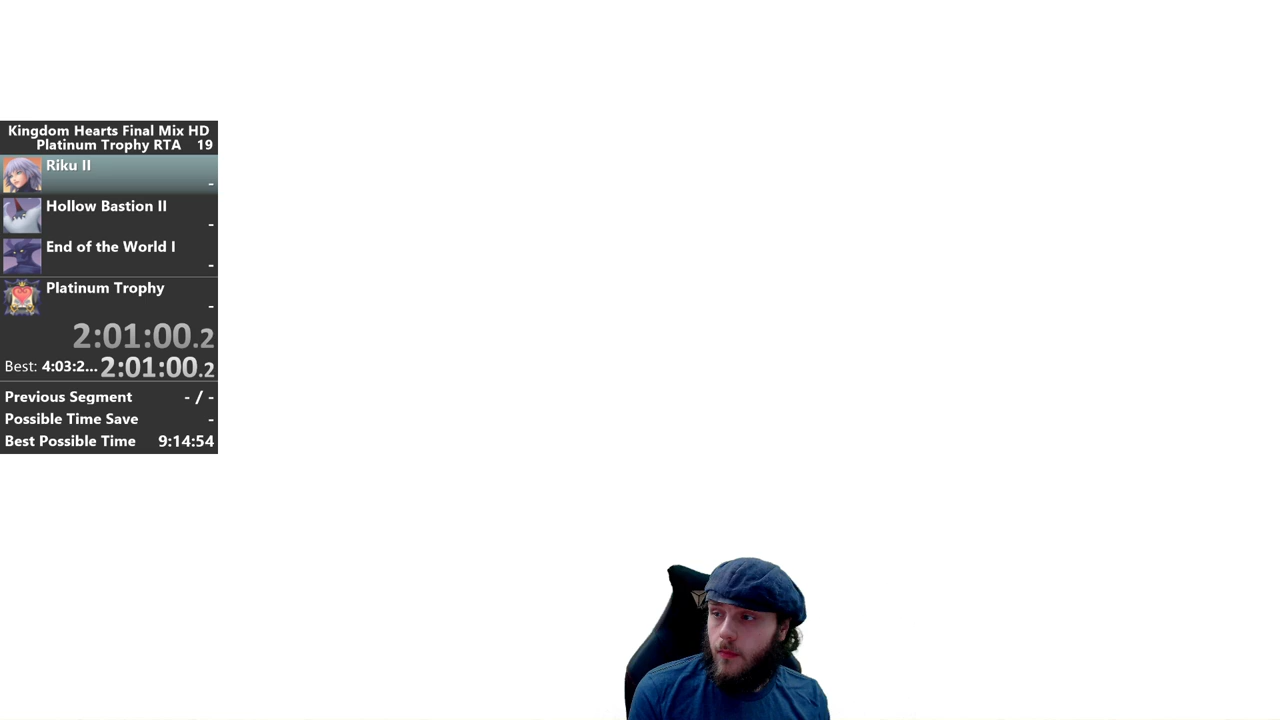 Kingdom Hearts Final Mix HD
Platinum Trophy RTA 19
Riku II
-
Hollow Bastion II
-
End of the World I
-
Platinum Trophy
-
2:01:00.2
Best: 4:03:2... 2:01:00.2
Previous Segment - / -
Possible Time Save -
Best Possible Time 9:14:54